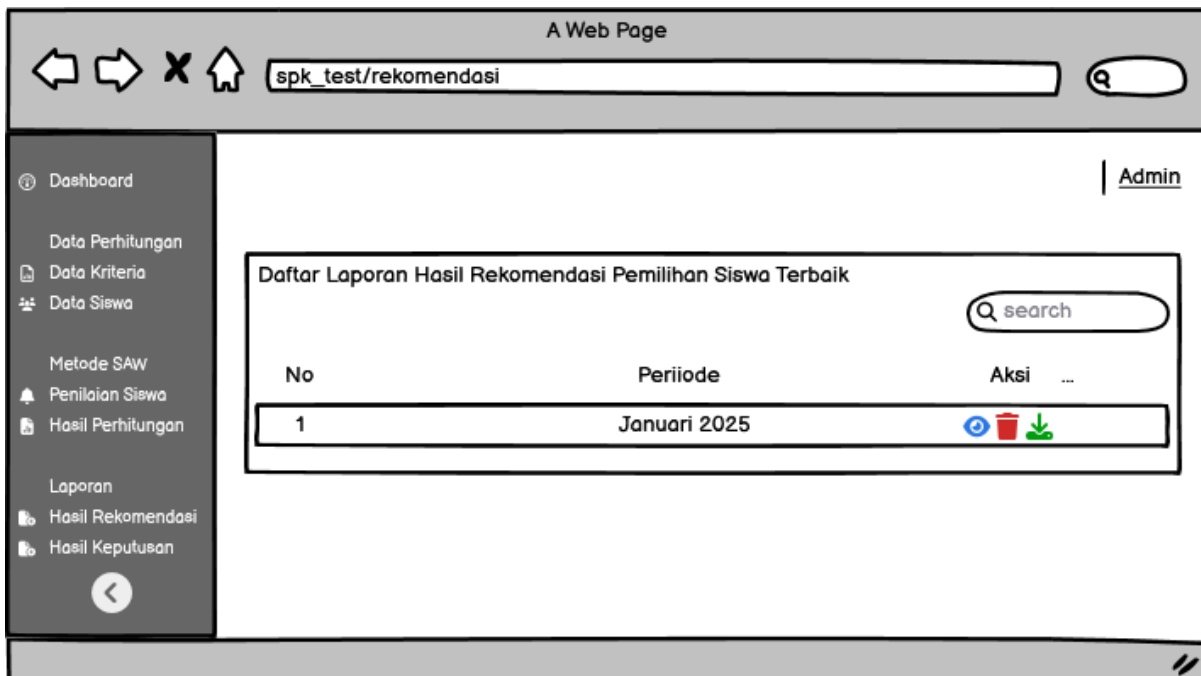 A Web Page
spk_test/rekomendasi
Admin
Dashboard
Data Perhitungan
Data Kriteria
Data Siswa
Metode SAW
Penilaian Siswa
Hasil Perhitungan
Laporan
Hasil Rekomendasi
Hasil Keputusan
Daftar Laporan Hasil Rekomendasi Pemilihan Siswa Terbaik
search
No Periiode Aksi ...
1 Januari 2025